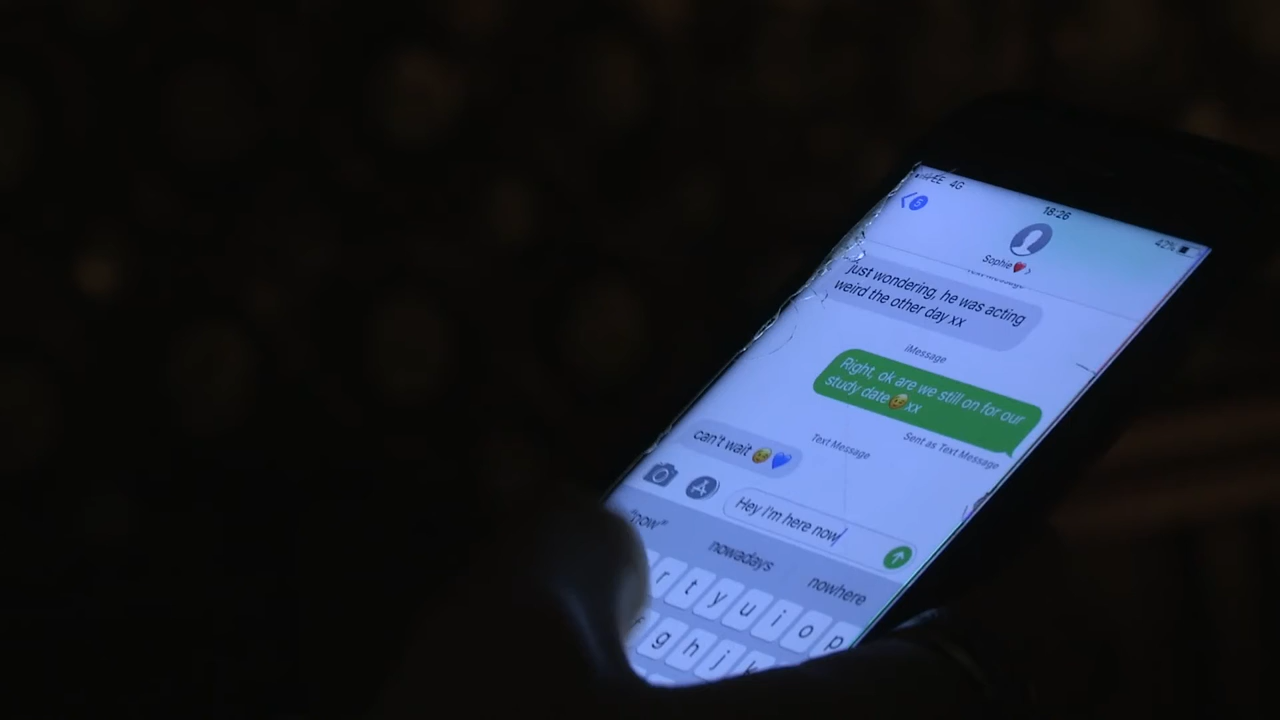 EE 4G
18:26
42%
5
Sophie❤️ >
just wondering, he was acting
weird the other day xx
iMessage
Right, ok are we still on for our
study date😉xx
Sent as Text Message
Text Message
can't wait 😉💙
Hey I'm here now
"now" nowadays nowhere
r t y u i o p
f g h j k